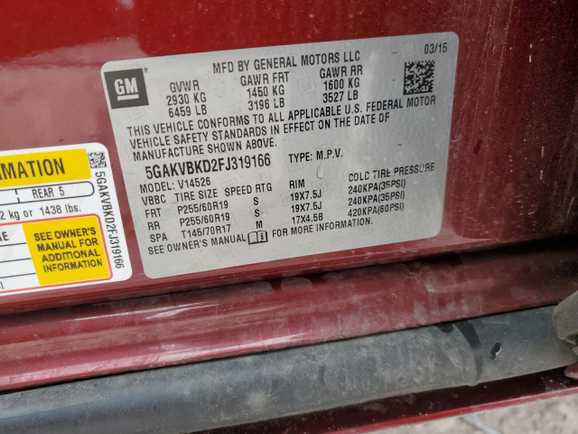 MFD BY GENERAL MOTORS LLC 03/15
GM
GVWR GAWR FRT GAWR RR
2930 KG 1450 KG 1600 KG
6459 LB 3196 LB 3527 LB
THIS VEHICLE CONFORMS TO ALL APPLICABLE U.S. FEDERAL MOTOR
VEHICLE SAFETY STANDARDS IN EFFECT ON THE DATE OF
MANUFACTURE SHOWN ABOVE.
5GAKVBKD2FJ319166 TYPE: M.P.V.
MODEL: V14526
VBBC TIRE SIZE SPEED RTG RIM COLD TIRE PRESSURE
FRT P255/60R19 S 19X7.5J 240KPA(35PSI)
RR P255/60R19 S 19X7.5J 240KPA(35PSI)
SPA T145/70R17 M 17X4.5B 420KPA(60PSI)
SEE OWNER'S MANUAL FOR MORE INFORMATION.
RMATION
REAR 5
2 kg or 1438 lbs.
SEE OWNER'S
MANUAL FOR
ADDITIONAL
INFORMATION
5GAKVBKD2FJ319166